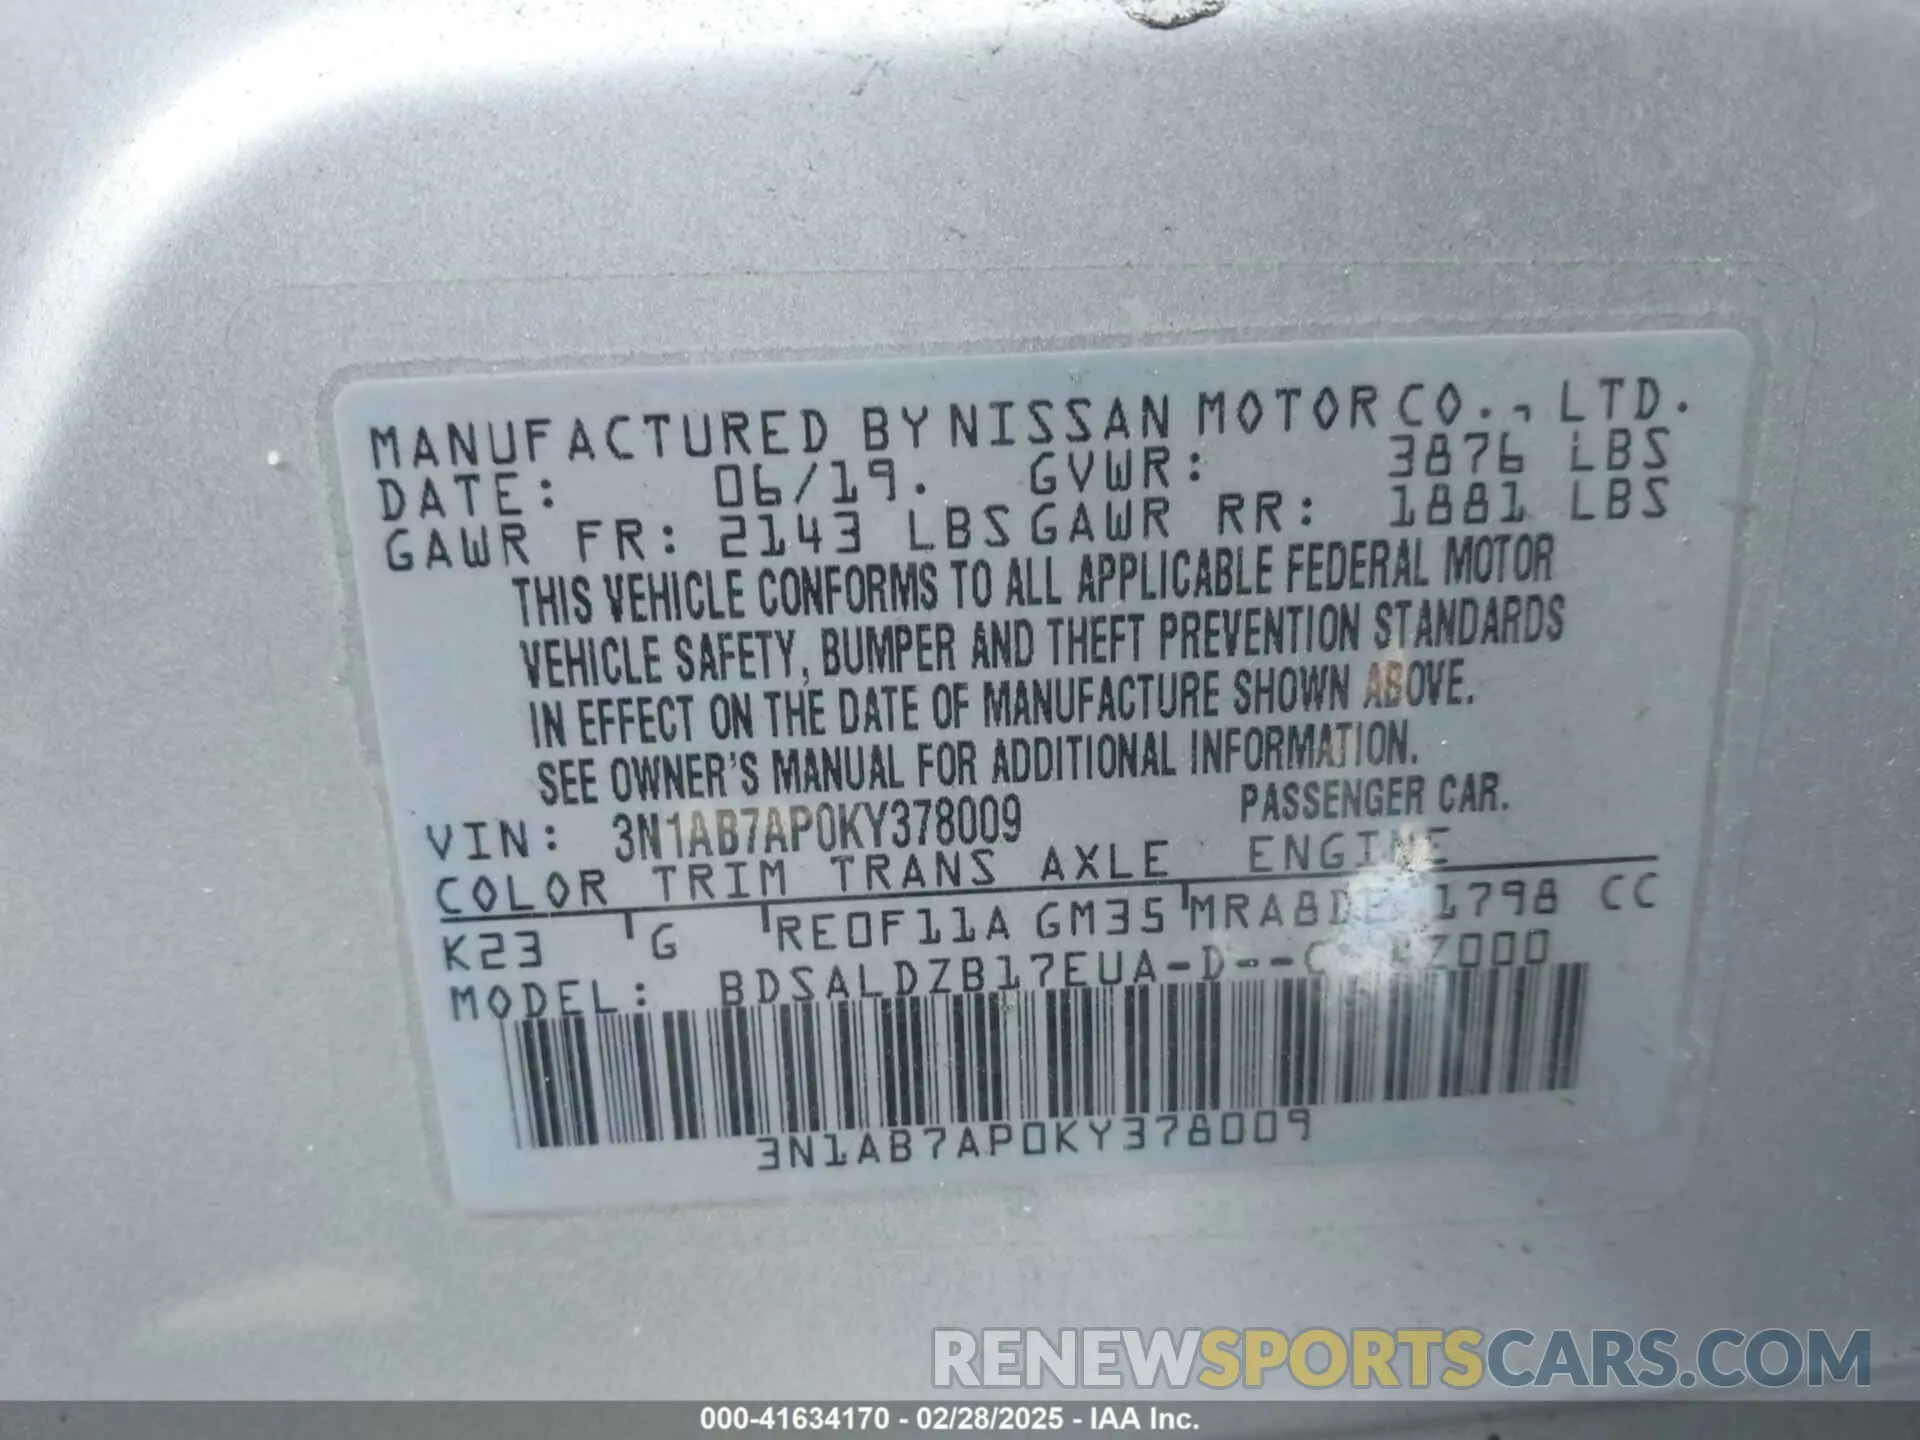 MANUFACTURED BY NISSAN MOTOR CO., LTD.
DATE: 06/19. GVWR: 3876 LBS
GAWR FR: 2143 LBS GAWR RR: 1881 LBS
THIS VEHICLE CONFORMS TO ALL APPLICABLE FEDERAL MOTOR
VEHICLE SAFETY, BUMPER AND THEFT PREVENTION STANDARDS
IN EFFECT ON THE DATE OF MANUFACTURE SHOWN ABOVE.
SEE OWNER'S MANUAL FOR ADDITIONAL INFORMATION.
VIN: 3N1AB7AP0KY378009 PASSENGER CAR.
COLOR TRIM TRANS AXLE ENGINE
K23 G RE0F11A GM35 1798 CC
MODEL:
3N1AB7AP0KY378009
RENEWSPORTSCARS.COM
000-41634170 - 02/28/2025 - IAA Inc.